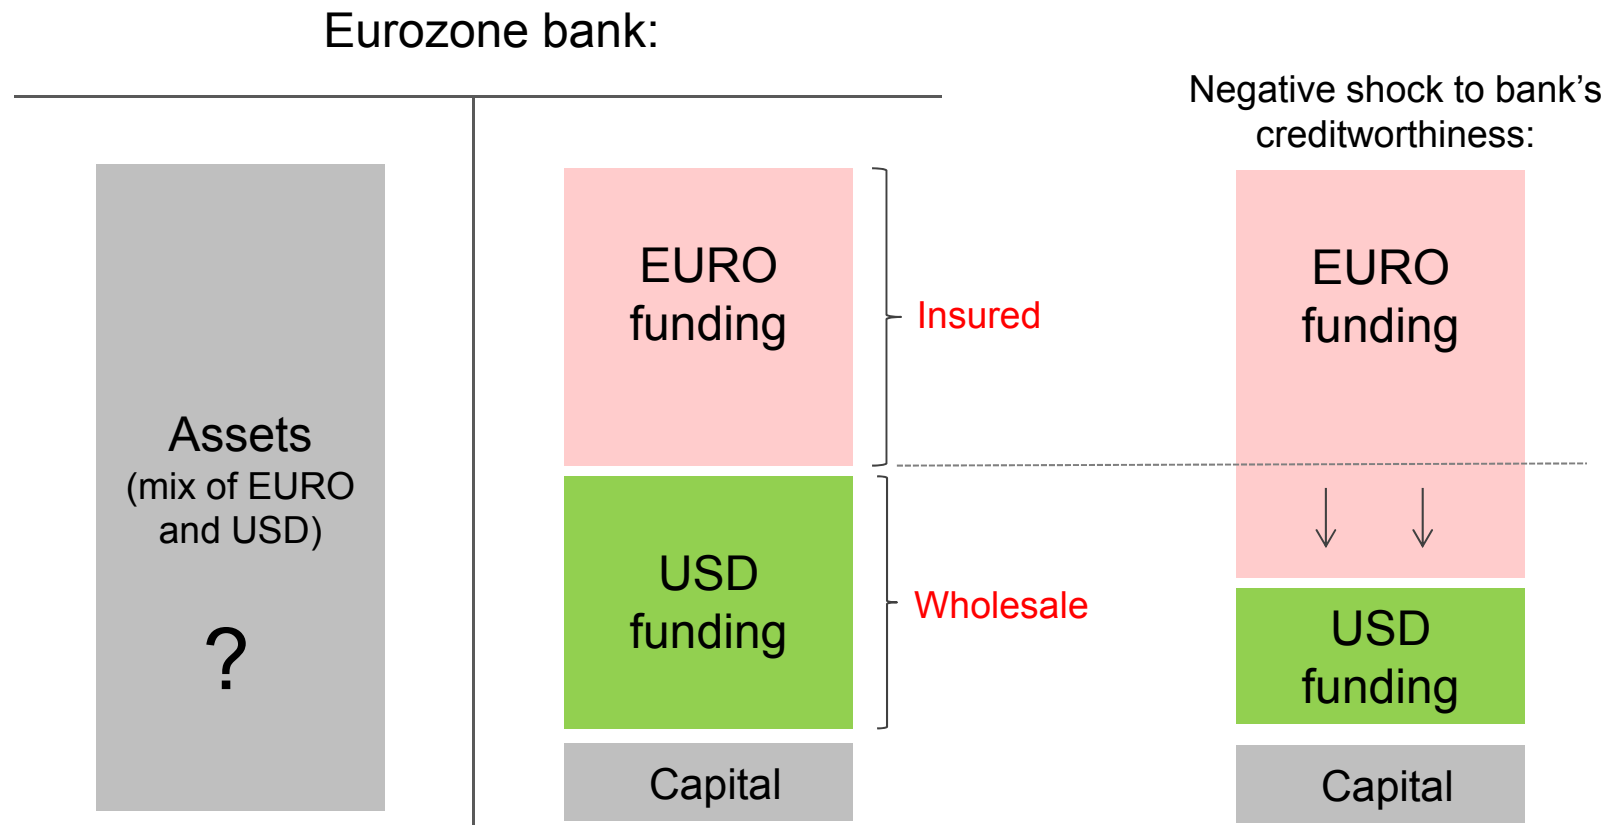 Eurozone bank:
Negative shock to bank’s
creditworthiness:
Assets
(mix of EURO
and USD)
?
EURO
funding
Insured
USD
funding
Wholesale
Capital
EURO
funding
USD
funding
Capital